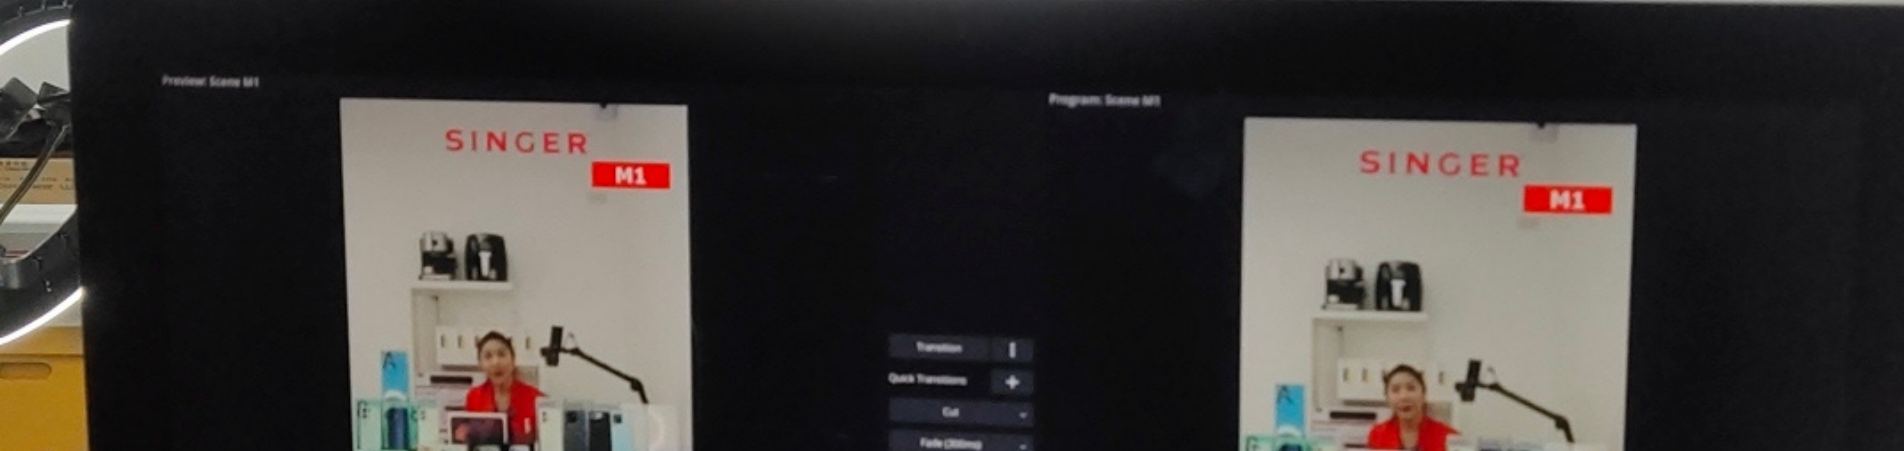 Preview: Scene M1
Program: Scene M1
SINGER
M1
SINGER
M1
Transition
Quick Transitions
Cut
Fade (300ms)
A
A